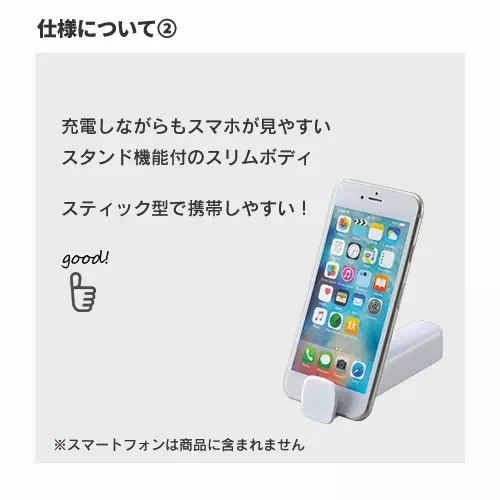 仕様について②
充電しながらもスマホが見やすい
スタンド機能付のスリムボディ
スティック型で携帯しやすい！
good!
※スマートフォンは商品に含まれません